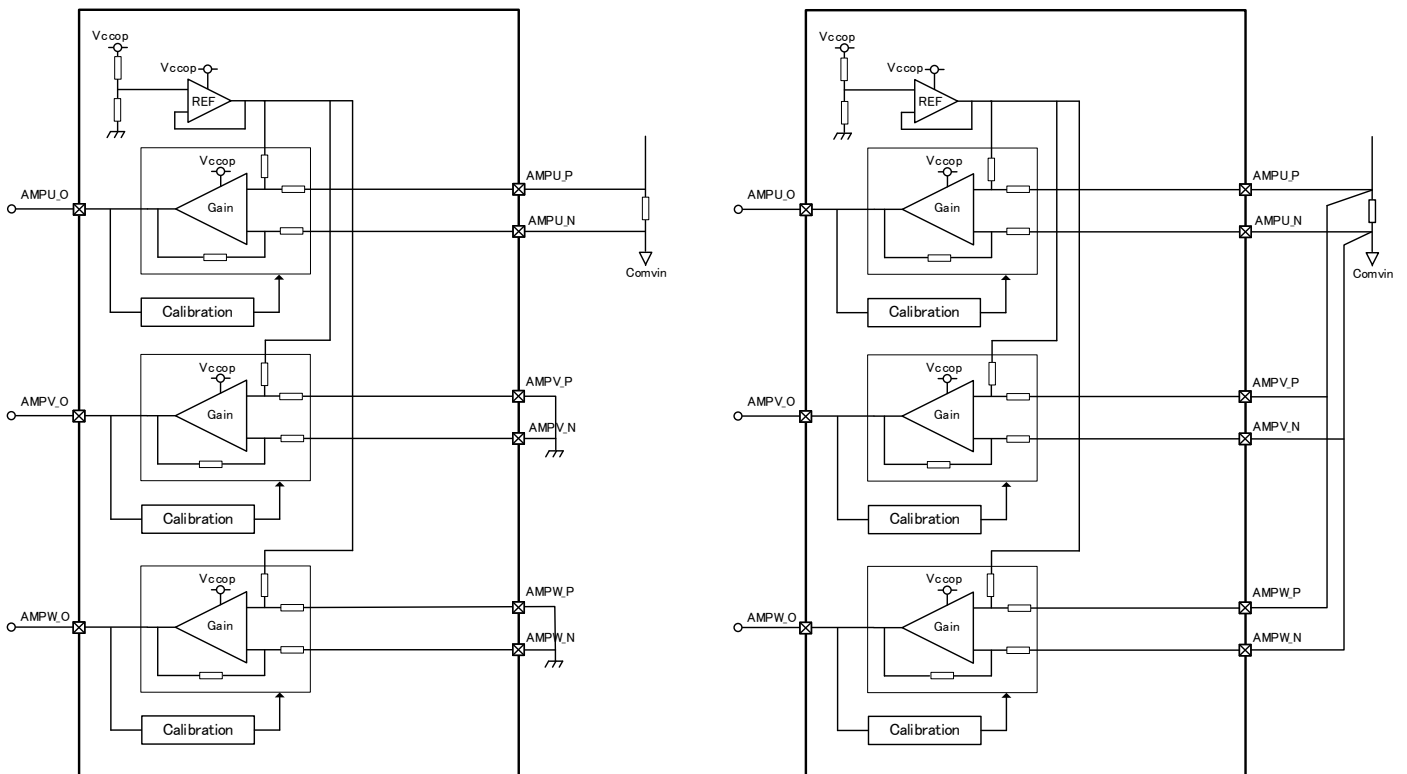 Vccop
Vccop
REF
Vccop
Gain
AMPU_O
AMPU_P
AMPU_N
Comvin
Calibration
Vccop
Gain
AMPV_O
AMPV_P
AMPV_N
Calibration
Vccop
Gain
AMPW_O
AMPW_P
AMPW_N
Calibration
Vccop
Vccop
REF
Vccop
Gain
AMPU_O
AMPU_P
AMPU_N
Comvin
Calibration
Vccop
Gain
AMPV_O
AMPV_P
AMPV_N
Calibration
Vccop
Gain
AMPW_O
AMPW_P
AMPW_N
Calibration